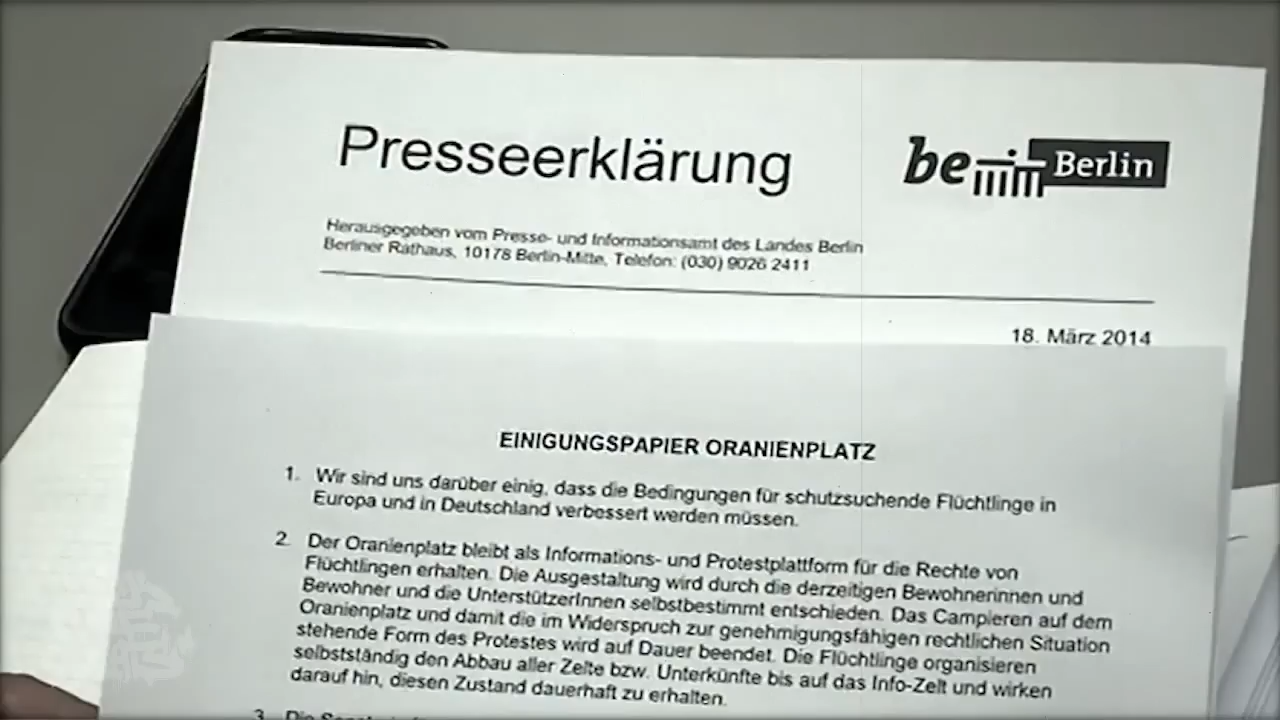 Presseerklärung
be Berlin
Herausgegeben vom Presse- und Informationsamt des Landes Berlin
Berliner Rathaus, 10178 Berlin-Mitte, Telefon: (030) 9026 2411
18. März 2014
EINIGUNGSPAPIER ORANIENPLATZ
1. Wir sind uns darüber einig, dass die Bedingungen für schutzsuchende Flüchtlinge in
Europa und in Deutschland verbessert werden müssen.
2. Der Oranienplatz bleibt als Informations- und Protestplattform für die Rechte von
Flüchtlingen erhalten. Die Ausgestaltung wird durch die derzeitigen Bewohnerinnen und
Bewohner und die UnterstützerInnen selbstbestimmt entschieden. Das Campieren auf dem
Oranienplatz und damit die im Widerspruch zur genehmigungsfähigen rechtlichen Situation
stehende Form des Protestes wird auf Dauer beendet. Die Flüchtlinge organisieren
selbstständig den Abbau aller Zelte bzw. Unterkünfte bis auf das Info-Zelt und wirken
darauf hin, diesen Zustand dauerhaft zu erhalten.
3. Die